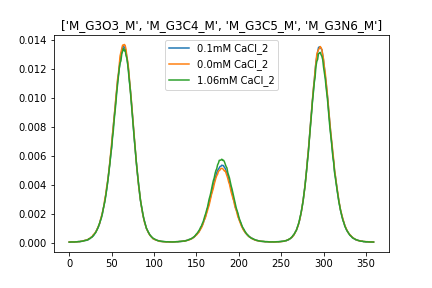 ['M_G3O3_M', 'M_G3C4_M', 'M_G3C5_M', 'M_G3N6_M']
0.014
0.012
0.010
0.008
0.006
0.004
0.002
0.000
0.1mM CaCl_2
0.0mM CaCl_2
1.06mM CaCl_2
0 50 100 150 200 250 300 350